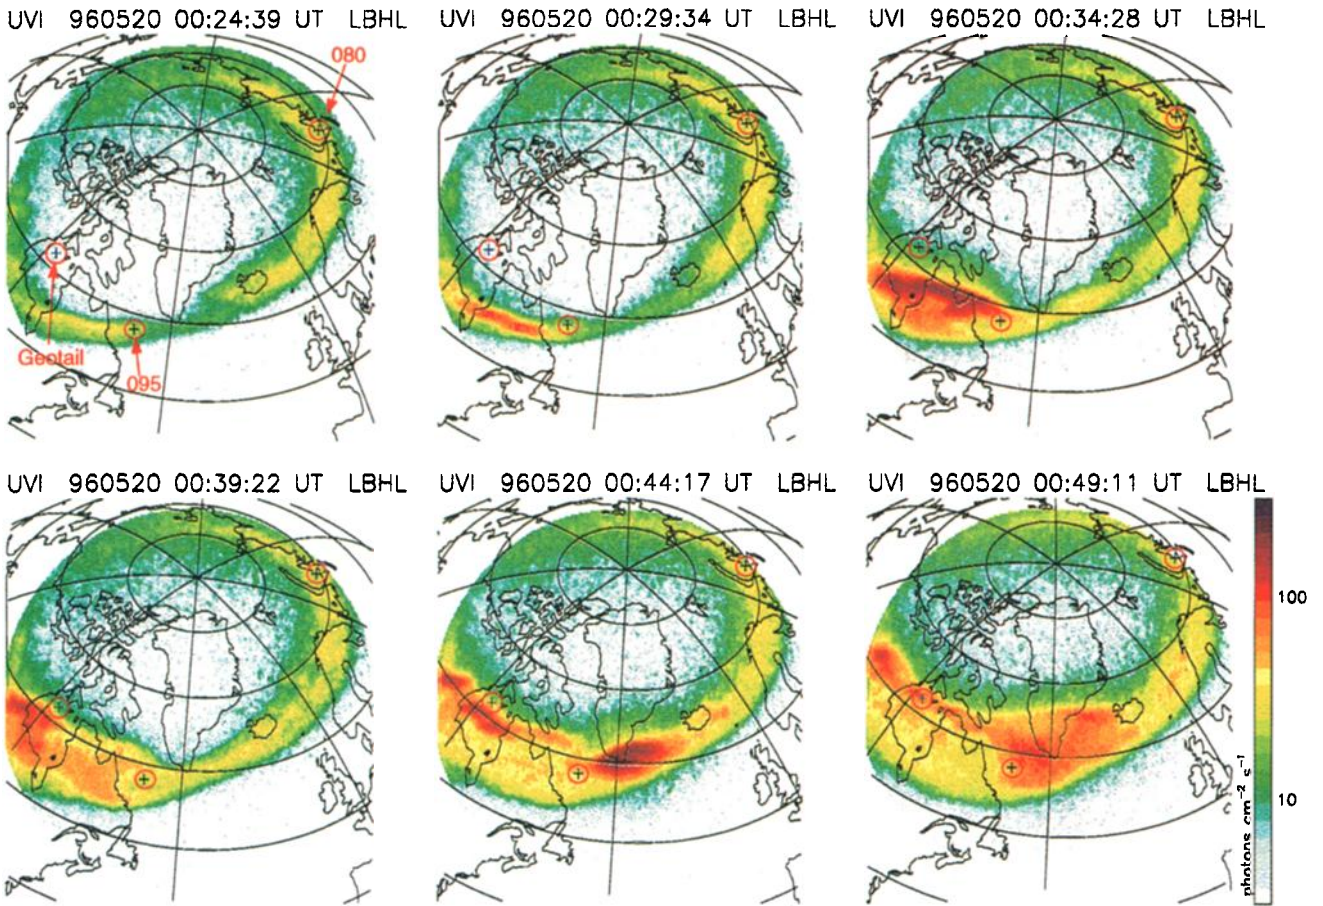 UVI 960520 00:24:39 UT LBHL
UVI 960520 00:29:34 UT LBHL
UVI 960520 00:34:28 UT LBHL
080
Geotail
095
UVI 960520 00:39:22 UT LBHL
UVI 960520 00:44:17 UT LBHL
UVI 960520 00:49:11 UT LBHL
100
10
photons cm⁻² s⁻¹